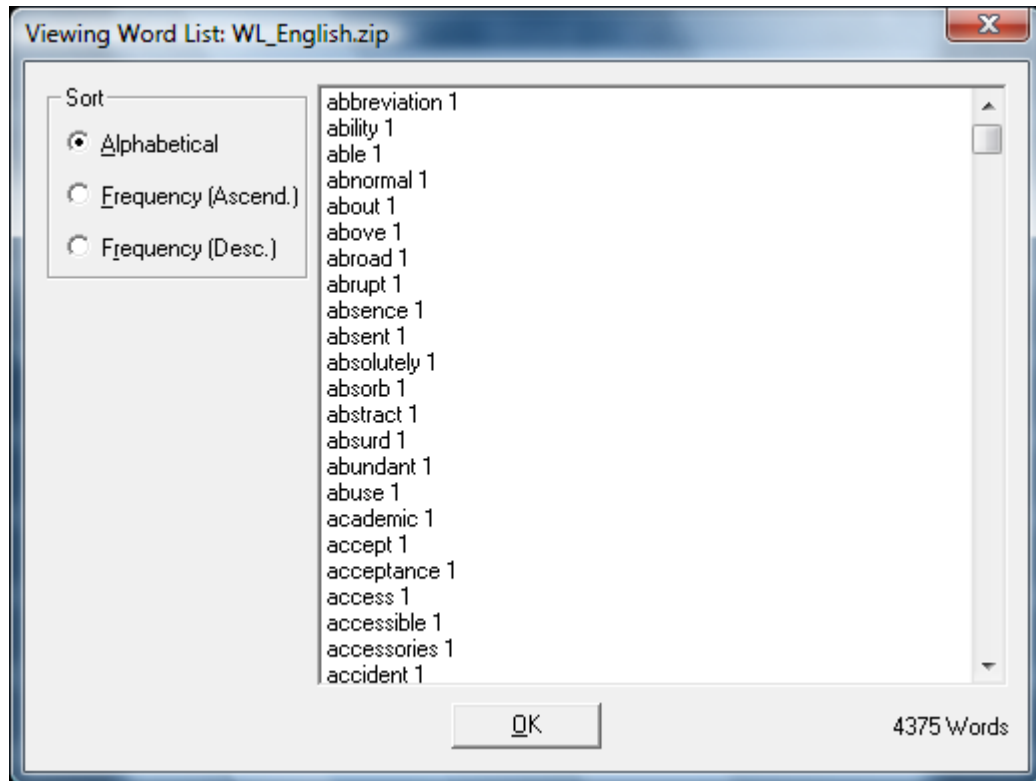 Viewing Word List: WL_English.zip
Sort
Alphabetical
Frequency (Ascend.)
Frequency (Desc.)
abbreviation 1
ability 1
able 1
abnormal 1
about 1
above 1
abroad 1
abrupt 1
absence 1
absent 1
absolutely 1
absorb 1
abstract 1
absurd 1
abundant 1
abuse 1
academic 1
accept 1
acceptance 1
access 1
accessible 1
accessories 1
accident 1
OK
4375 Words